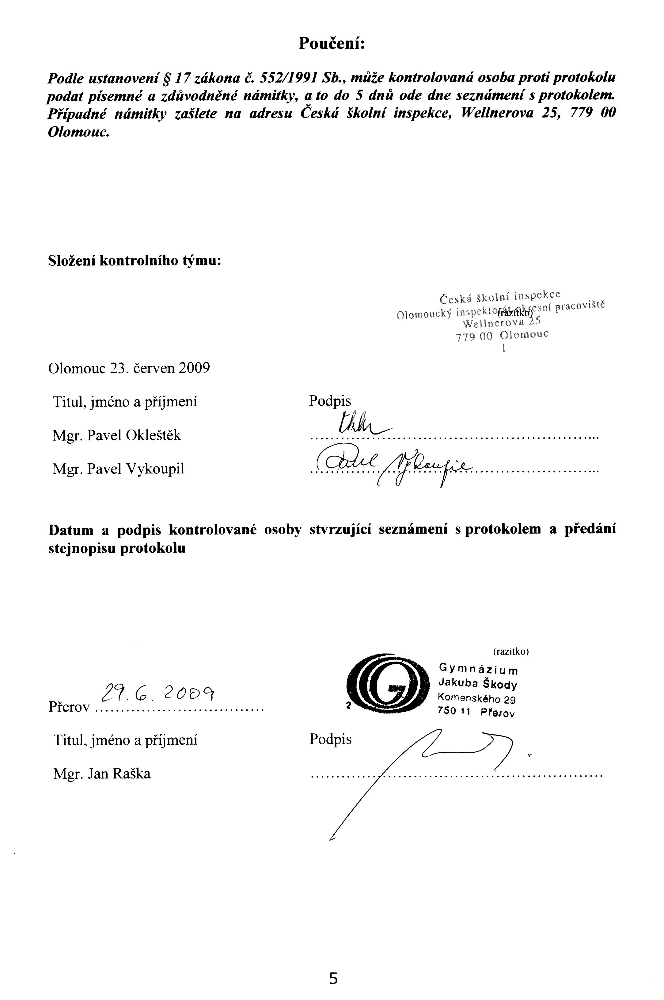 Poučení:
Podle ustanovení § 17 zákona č. 552/1991 Sb., může kontrolovaná osoba proti protokolu
podat písemné a zdůvodněné námitky, a to do 5 dnů ode dne seznámení s protokolem.
Případné námitky zašlete na adresu Česká školní inspekce, Wellnerova 25, 779 00
Olomouc.
Složení kontrolního týmu:
Česká školní inspekce
Olomoucký inspektorát-okresní pracoviště
(razítko)
Wellnerova 25
779 00 Olomouc
1
Olomouc 23. červen 2009
Titul, jméno a příjmení Podpis
Mgr. Pavel Okleštěk
Mgr. Pavel Vykoupil Pavel Vykoupil
Datum a podpis kontrolované osoby stvrzující seznámení s protokolem a předání
stejnopisu protokolu
(razítko)
Gymnázium
Jakuba Škody
Komenského 29
2 750 11 Přerov
Přerov 29.6.2009
Titul, jméno a příjmení Podpis
Mgr. Jan Raška
5